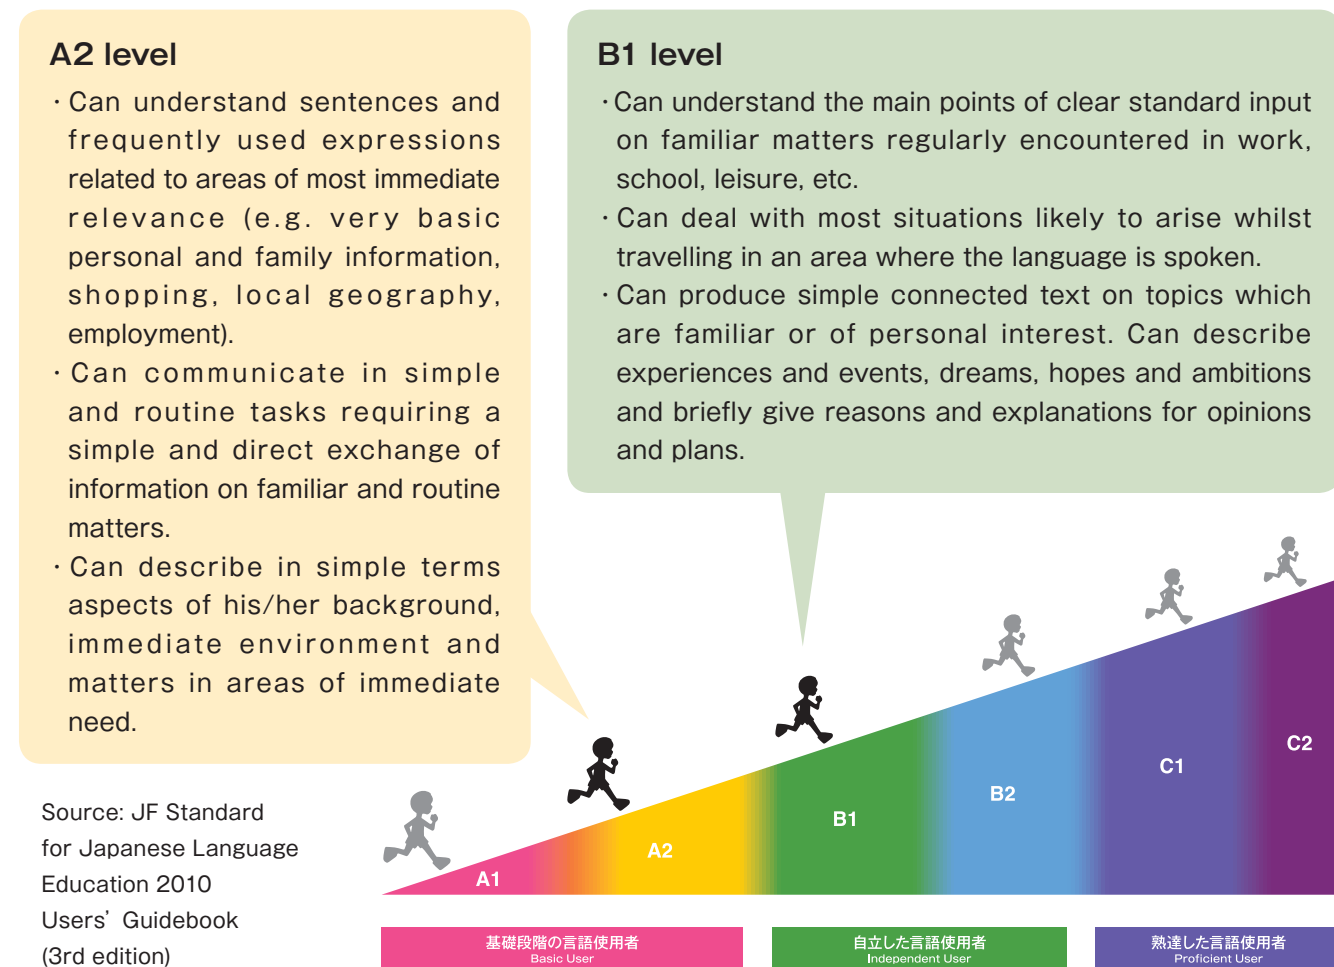 A2 level
· Can understand sentences and
frequently used expressions
related to areas of most immediate
relevance (e.g. very basic
personal and family information,
shopping, local geography,
employment).
· Can communicate in simple
and routine tasks requiring a
simple and direct exchange of
information on familiar and routine
matters.
· Can describe in simple terms
aspects of his/her background,
immediate environment and
matters in areas of immediate
need.
B1 level
· Can understand the main points of clear standard input
on familiar matters regularly encountered in work,
school, leisure, etc.
· Can deal with most situations likely to arise whilst
travelling in an area where the language is spoken.
· Can produce simple connected text on topics which
are familiar or of personal interest. Can describe
experiences and events, dreams, hopes and ambitions
and briefly give reasons and explanations for opinions
and plans.
Source: JF Standard
for Japanese Language
Education 2010
Users’ Guidebook
(3rd edition)
A1
A2
B1
B2
C1
C2
基礎段階の言語使用者
Basic User
自立した言語使用者
Independent User
熟達した言語使用者
Proficient User